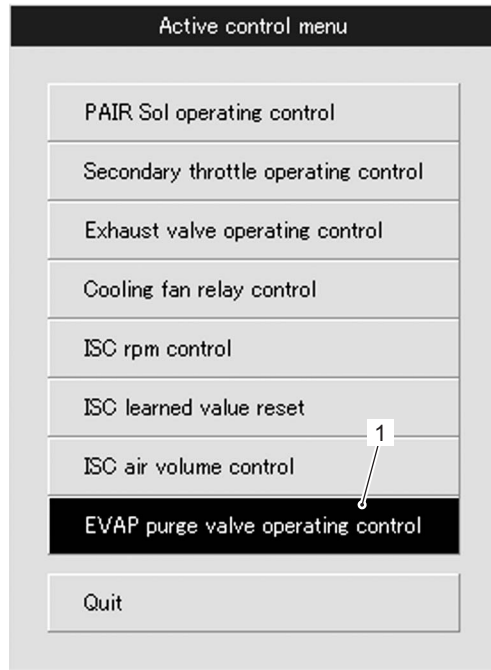 Active control menu
PAIR Sol operating control
Secondary throttle operating control
Exhaust valve operating control
Cooling fan relay control
ISC rpm control
ISC learned value reset
1
ISC air volume control
EVAP purge valve operating control
Quit